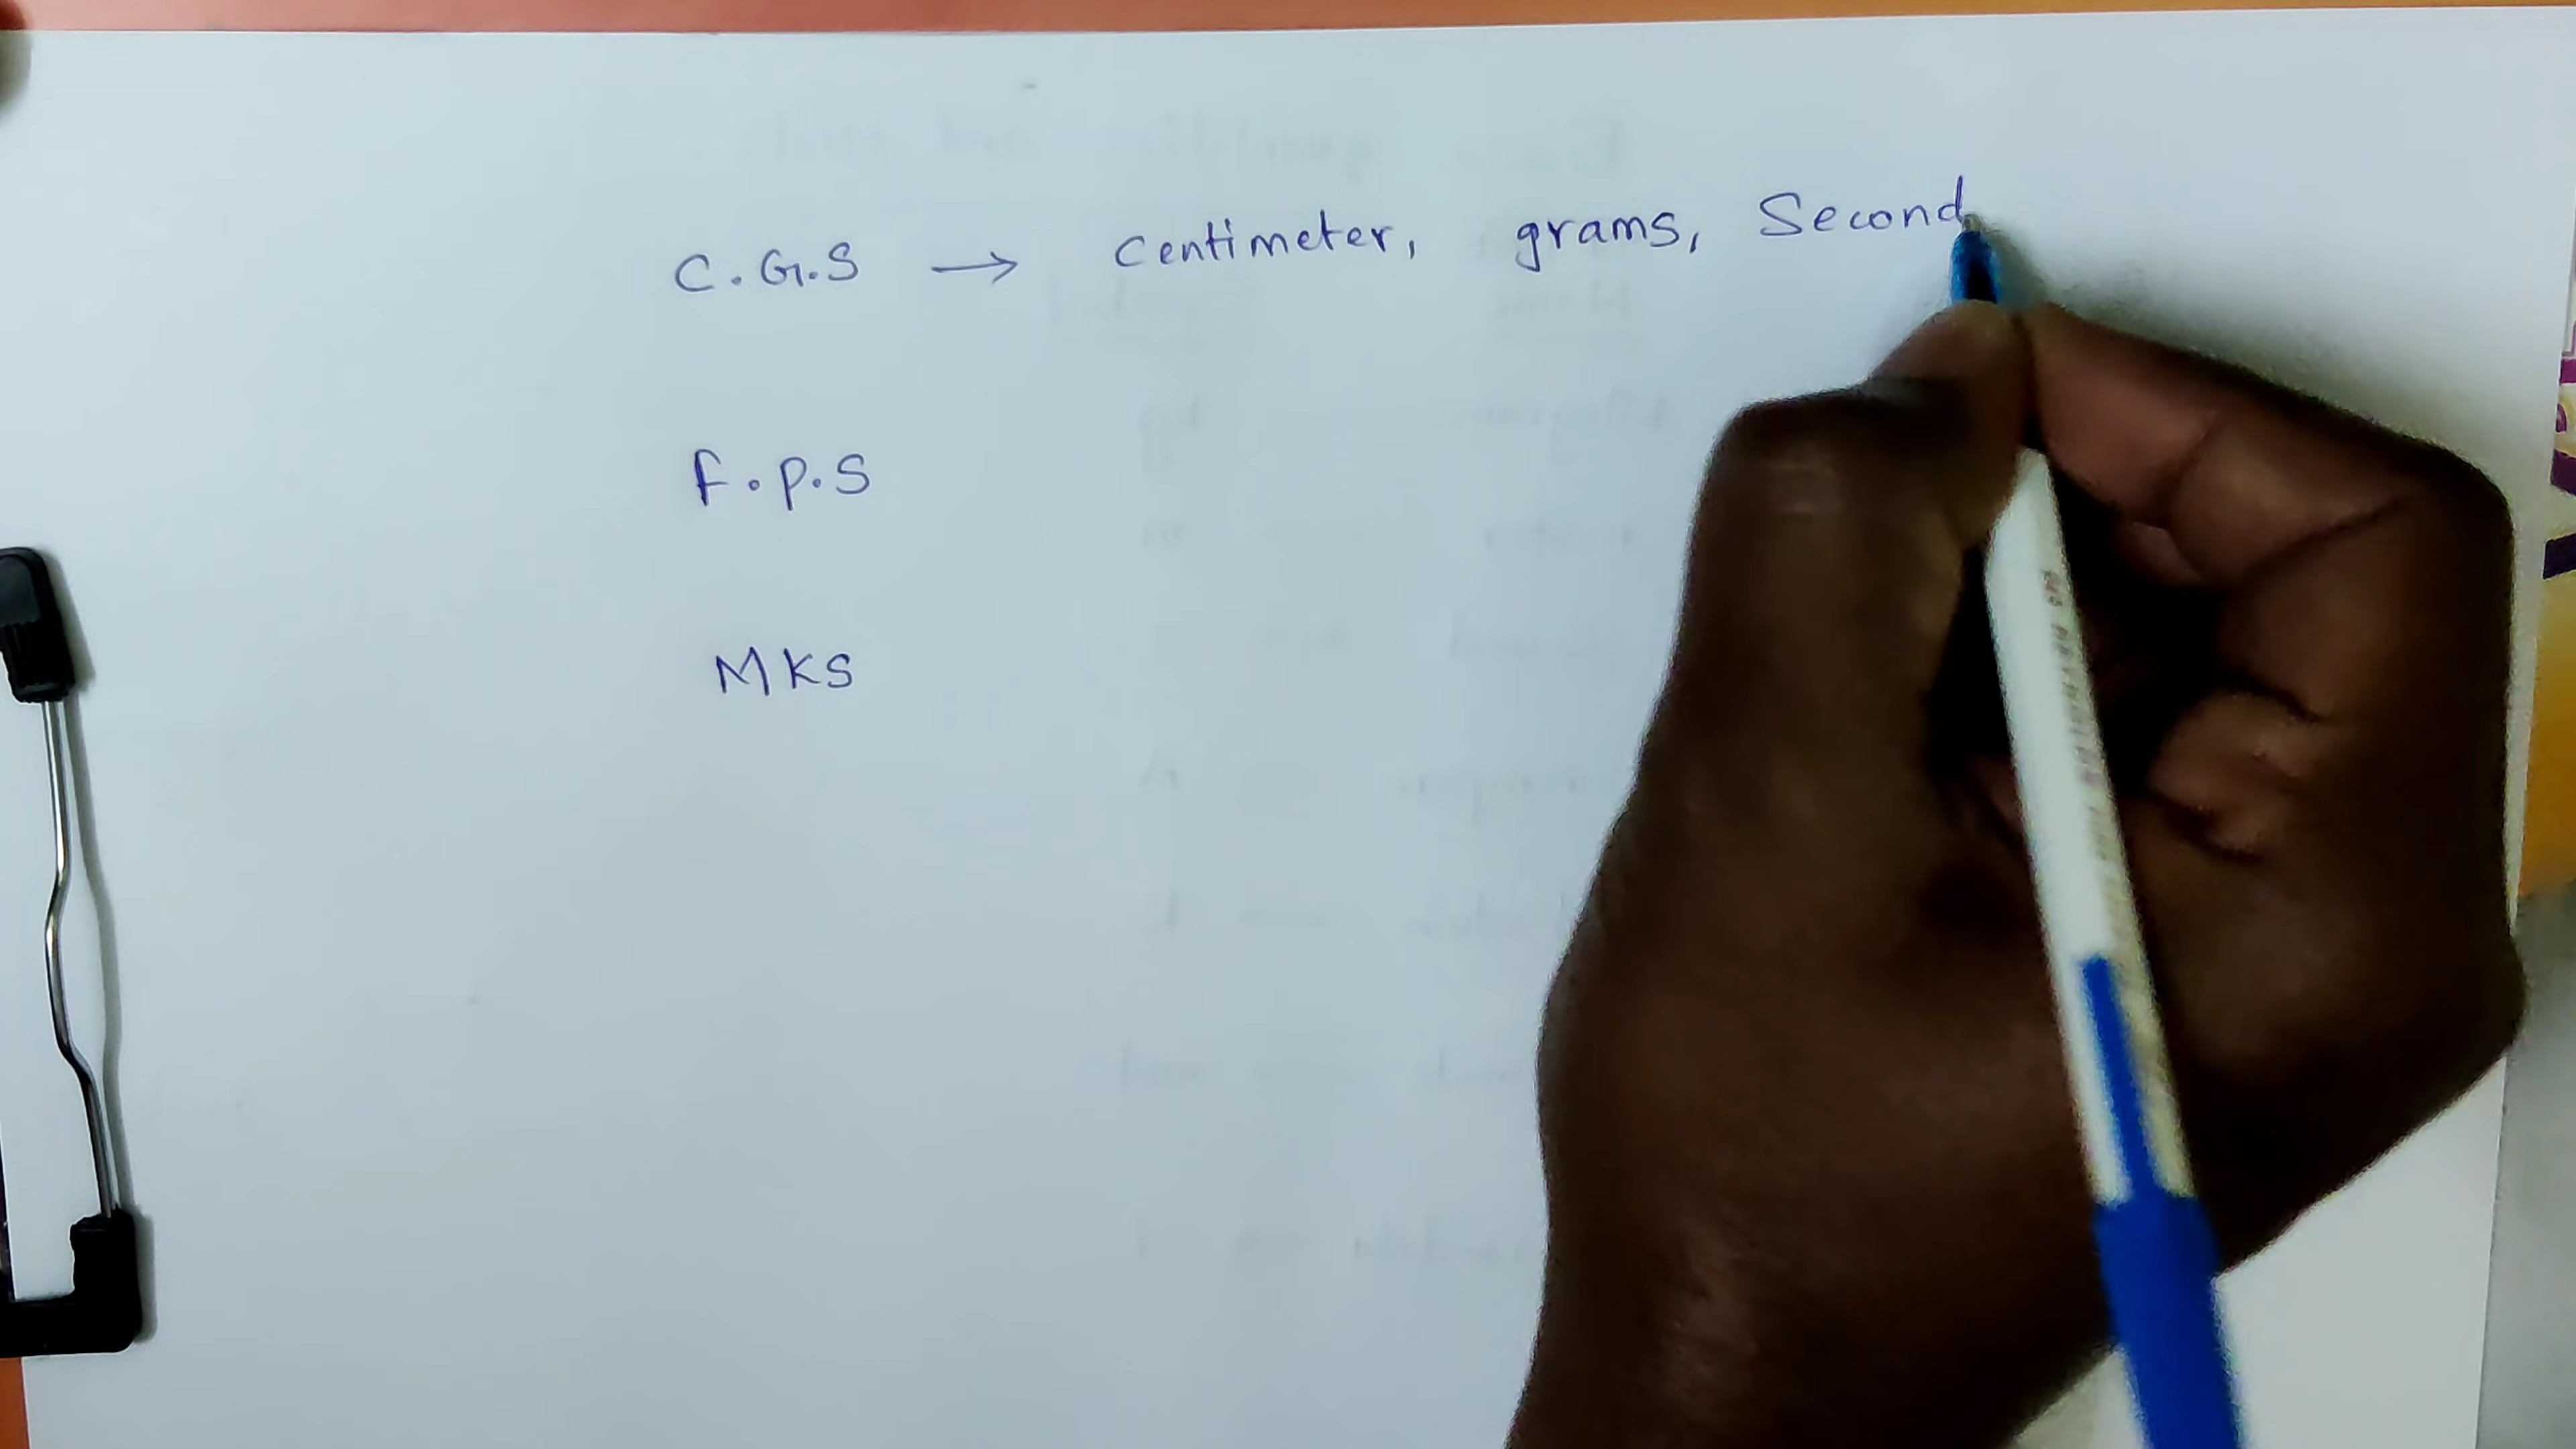 C.G.S → Centimeter, grams, Second
F.P.S
MKS